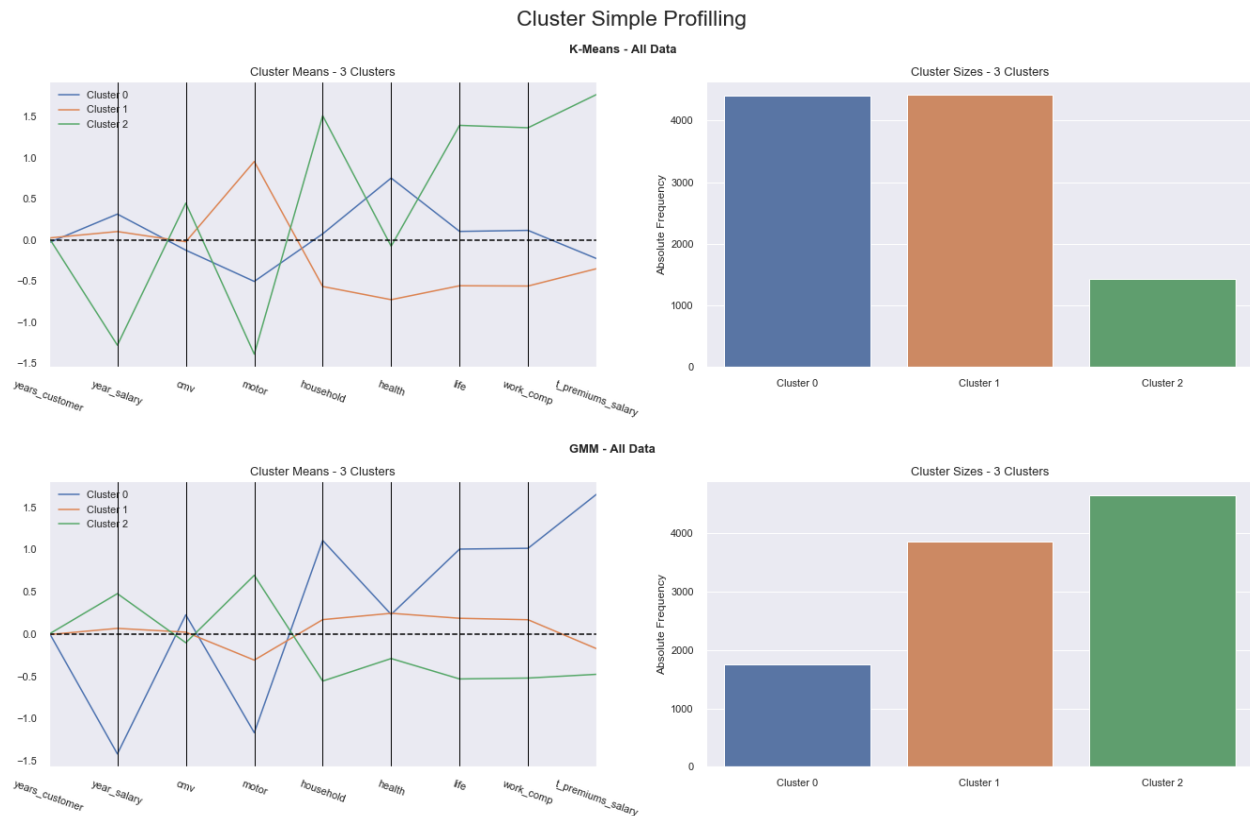 Cluster Simple Profilling
K-Means - All Data
Cluster Means - 3 Clusters
Cluster 0
Cluster 1
Cluster 2
1.5
1.0
0.5
0.0
−0.5
−1.0
−1.5
years_customer
year_salary
cmv
motor
household
health
life
work_comp
t_premiums_salary
Cluster Sizes - 3 Clusters
Absolute Frequency
4000
3000
2000
1000
0
Cluster 0
Cluster 1
Cluster 2
GMM - All Data
Cluster Means - 3 Clusters
Cluster 0
Cluster 1
Cluster 2
1.5
1.0
0.5
0.0
−0.5
−1.0
−1.5
years_customer
year_salary
cmv
motor
household
health
life
work_comp
t_premiums_salary
Cluster Sizes - 3 Clusters
Absolute Frequency
4000
3000
2000
1000
0
Cluster 0
Cluster 1
Cluster 2